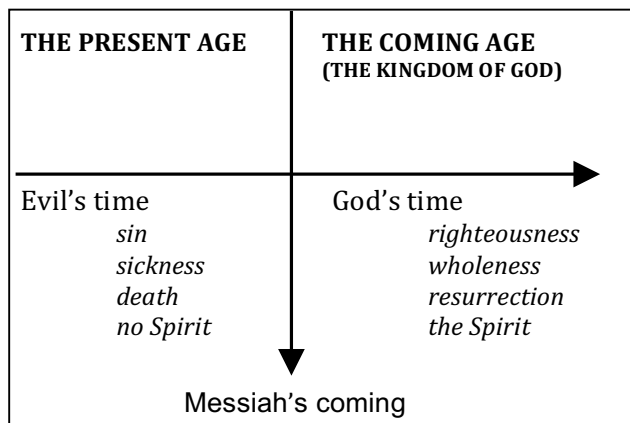 THE PRESENT AGE
THE COMING AGE
(THE KINGDOM OF GOD)
Evil’s time
sin
sickness
death
no Spirit
God’s time
righteousness
wholeness
resurrection
the Spirit
Messiah’s coming